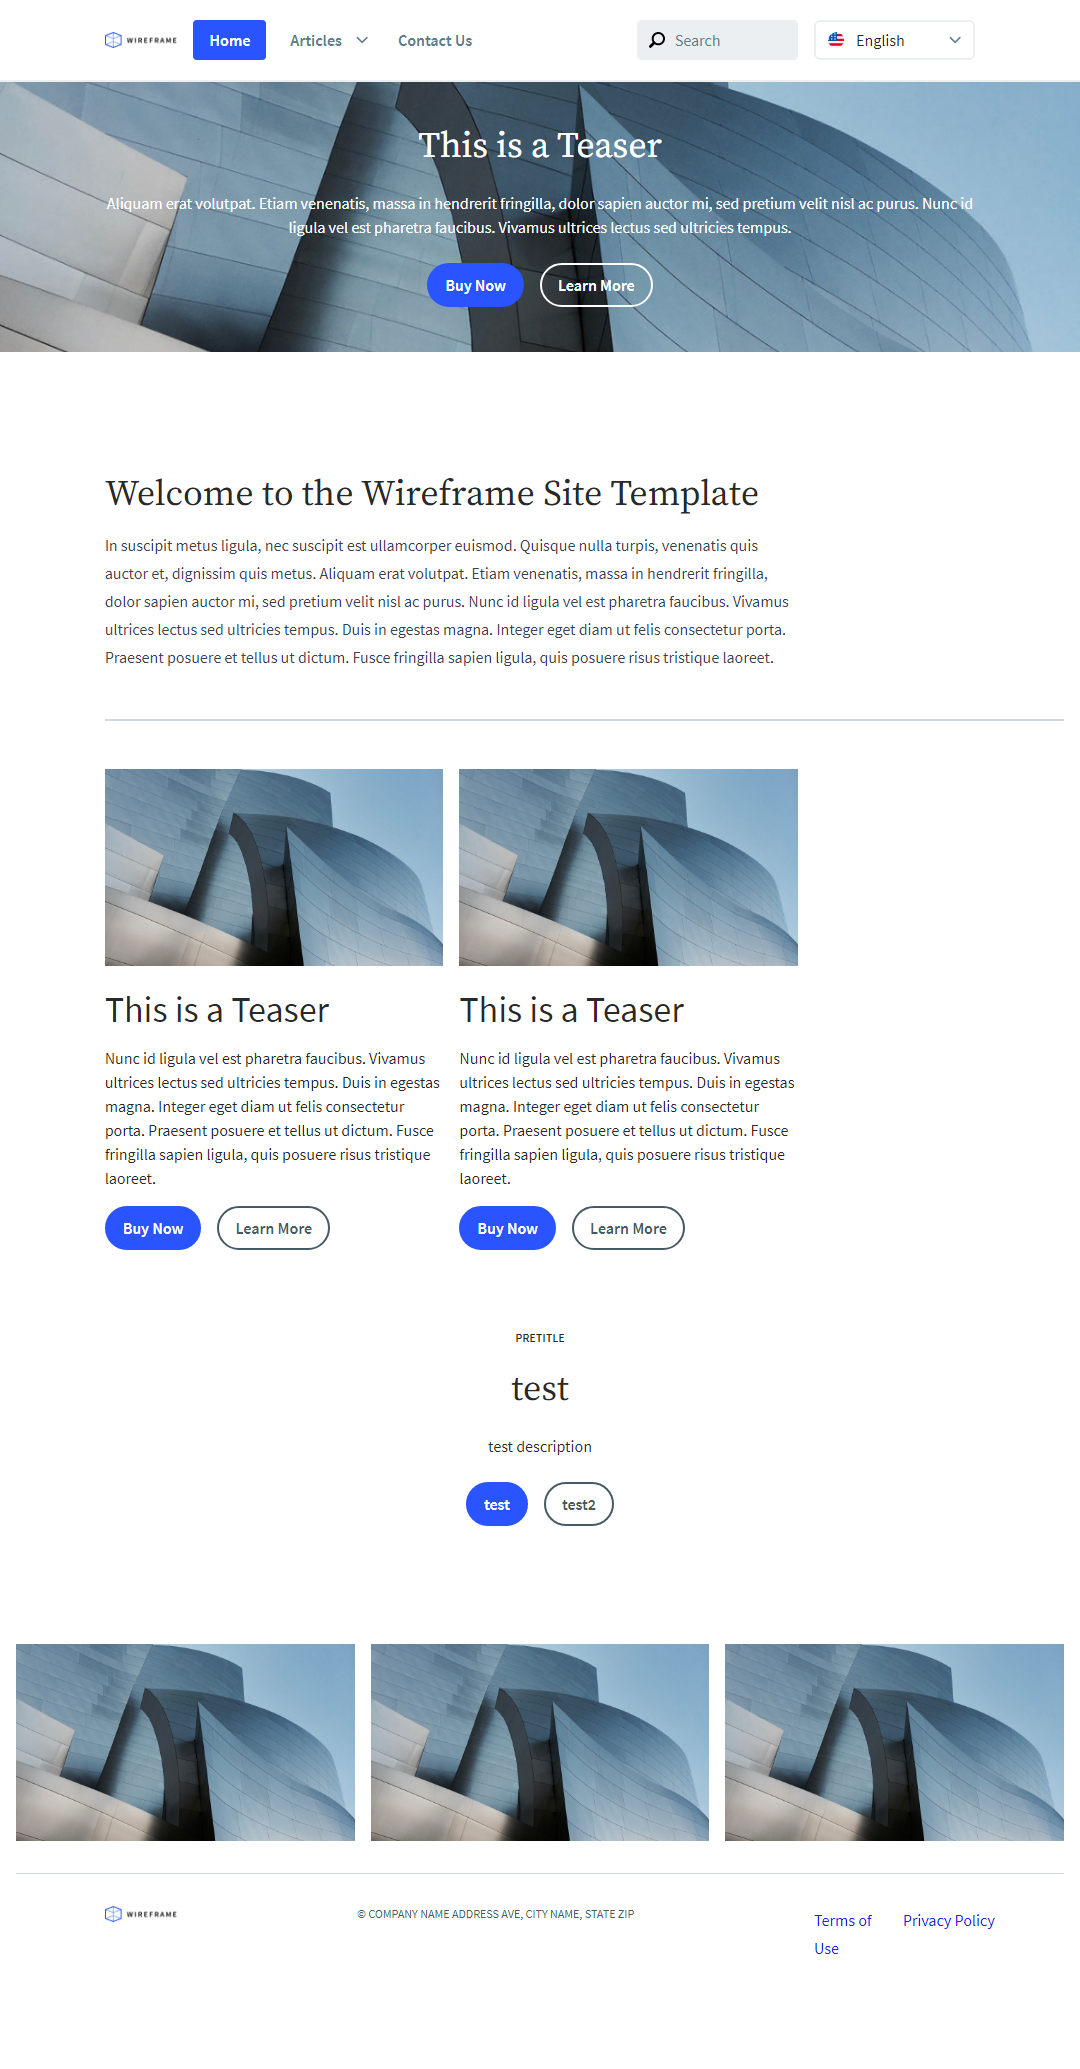 WIREFRAME
Home
Articles
Contact Us
Search
English
This is a Teaser
Aliquam erat volutpat. Etiam venenatis, massa in hendrerit fringilla, dolor sapien auctor mi, sed pretium velit nisl ac purus. Nunc id
ligula vel est pharetra faucibus. Vivamus ultrices lectus sed ultricies tempus.
Buy Now
Learn More
Welcome to the Wireframe Site Template
In suscipit metus ligula, nec suscipit est ullamcorper euismod. Quisque nulla turpis, venenatis quis
auctor et, dignissim quis metus. Aliquam erat volutpat. Etiam venenatis, massa in hendrerit fringilla,
dolor sapien auctor mi, sed pretium velit nisl ac purus. Nunc id ligula vel est pharetra faucibus. Vivamus
ultrices lectus sed ultricies tempus. Duis in egestas magna. Integer eget diam ut felis consectetur porta.
Praesent posuere et tellus ut dictum. Fusce fringilla sapien ligula, quis posuere risus tristique laoreet.
This is a Teaser
Nunc id ligula vel est pharetra faucibus. Vivamus
ultrices lectus sed ultricies tempus. Duis in egestas
magna. Integer eget diam ut felis consectetur
porta. Praesent posuere et tellus ut dictum. Fusce
fringilla sapien ligula, quis posuere risus tristique
laoreet.
Buy Now
Learn More
This is a Teaser
Nunc id ligula vel est pharetra faucibus. Vivamus
ultrices lectus sed ultricies tempus. Duis in egestas
magna. Integer eget diam ut felis consectetur
porta. Praesent posuere et tellus ut dictum. Fusce
fringilla sapien ligula, quis posuere risus tristique
laoreet.
Buy Now
Learn More
PRETITLE
test
test description
test
test2
WIREFRAME
© COMPANY NAME ADDRESS AVE, CITY NAME, STATE ZIP
Terms of
Use
Privacy Policy